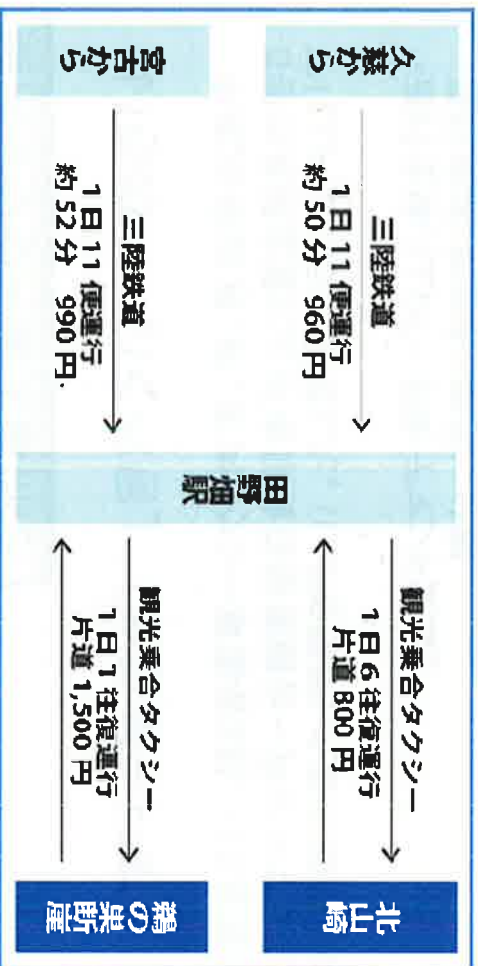 久慈から
三陸鉄道
1日11便運行
約50分 960円
宮古から
三陸鉄道
1日11便運行
約52分 990円.
田野畑駅
観光乗合タクシー
1日6往復運行
片道800円
北山崎
観光乗合タクシー
1日1往復運行
片道1,500円
鵜の巣断崖